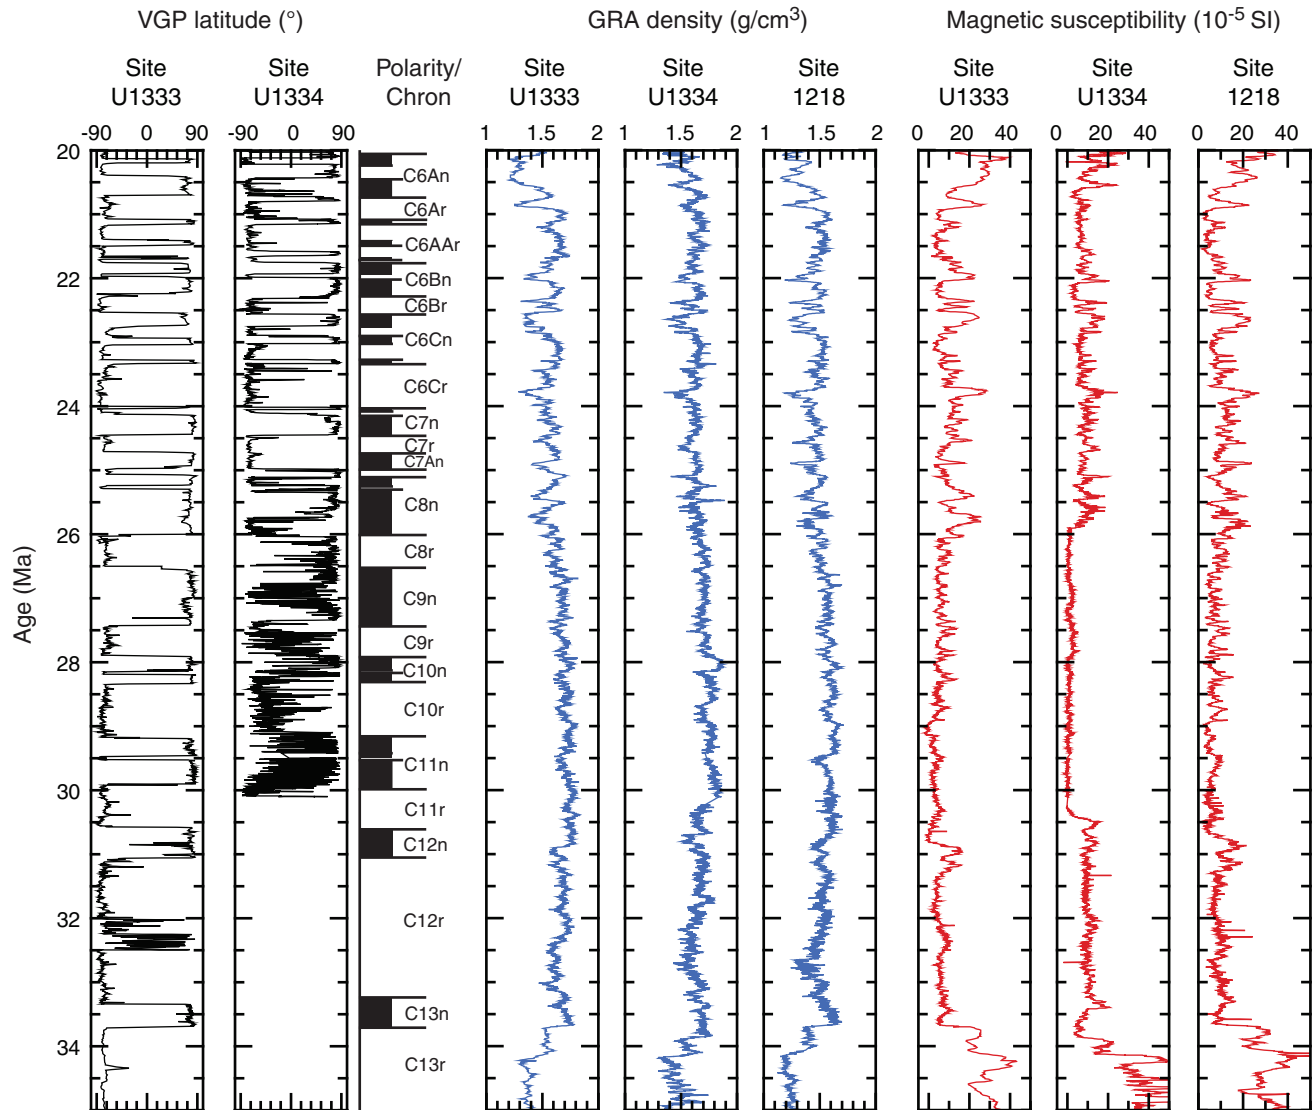 VGP latitude (°) GRA density (g/cm³) Magnetic susceptibility (10⁻⁵ SI)
Site Site Polarity/ Site Site Site Site Site Site
U1333 U1334 Chron U1333 U1334 1218 U1333 U1334 1218
-90 0 90 -90 0 90 1 1.5 2 1 1.5 2 1 1.5 2 0 20 40 0 20 40 0 20 40
20
C6An
C6Ar
C6AAr
22
C6Bn
C6Br
C6Cn
C6Cr
24
C7n
C7r
C7An
C8n
26
C8r
C9n
Age (Ma)
C9r
28
C10n
C10r
C11n
30
C11r
C12n
32
C12r
C13n
34
C13r